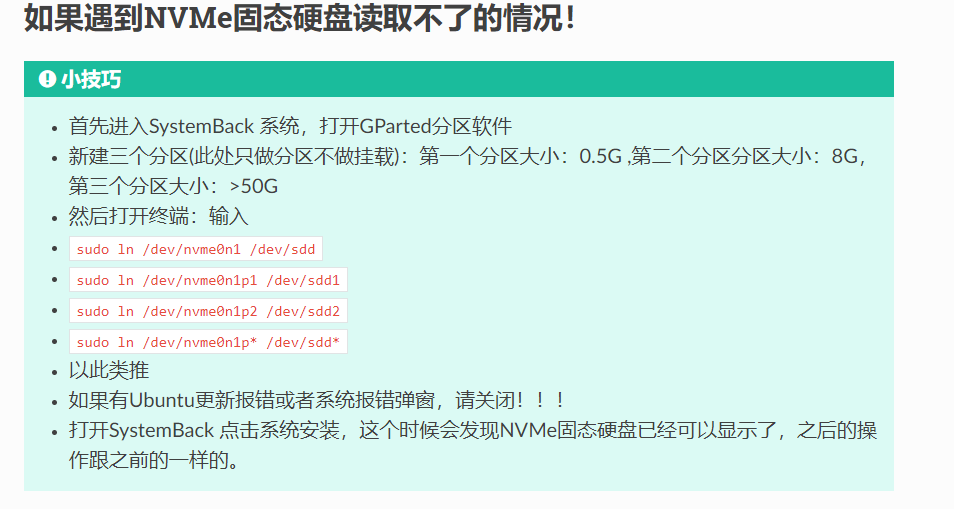 如果遇到NVMe固态硬盘读取不了的情况！
小技巧
首先进入SystemBack 系统，打开GParted分区软件
新建三个分区(此处只做分区不做挂载)：第一个分区大小：0.5G ,第二个分区分区大小：8G，
第三个分区大小：>50G
然后打开终端：输入
sudo ln /dev/nvme0n1 /dev/sdd
sudo ln /dev/nvme0n1p1 /dev/sdd1
sudo ln /dev/nvme0n1p2 /dev/sdd2
sudo ln /dev/nvme0n1p* /dev/sdd*
以此类推
如果有Ubuntu更新报错或者系统报错弹窗，请关闭！！！
打开SystemBack 点击系统安装，这个时候会发现NVMe固态硬盘已经可以显示了，之后的操
作跟之前的一样的。